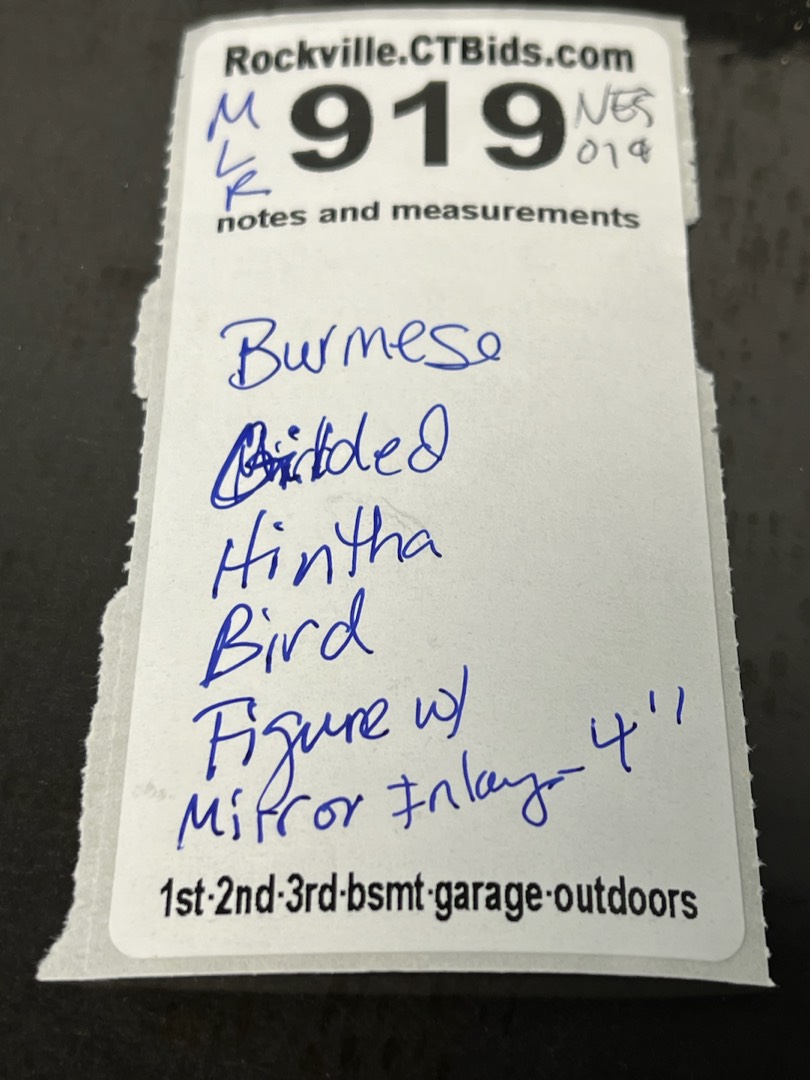 Rockville.CTBids.com
M L R 919 NES 019
notes and measurements
Burmese
Gilded
Hintha
Bird
Figure w/
Mirror Inlay - 4"
1st·2nd·3rd·bsmt·garage·outdoors